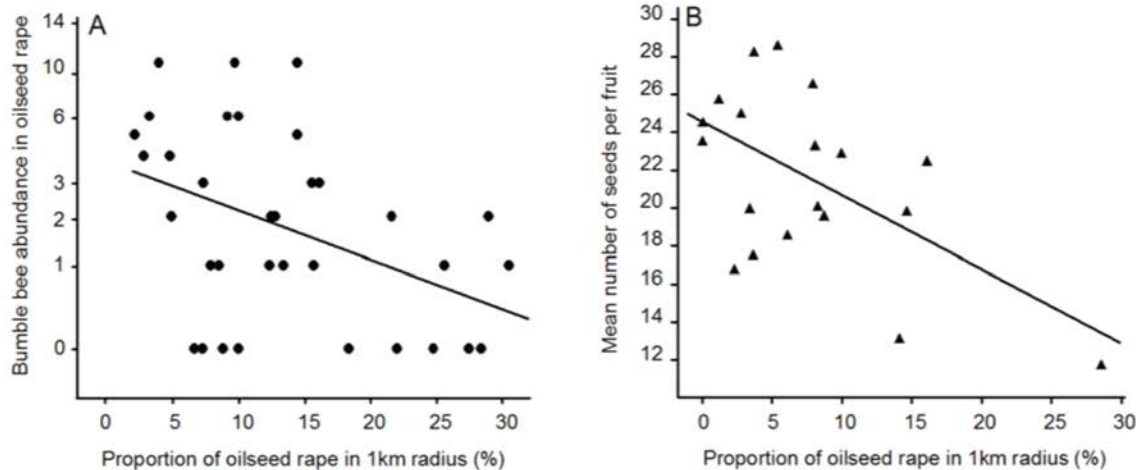 A
Bumble bee abundance in oilseed rape
14
10
6
3
2
1
0
0 5 10 15 20 25 30
Proportion of oilseed rape in 1km radius (%)
B
Mean number of seeds per fruit
30
28
26
24
22
20
18
16
14
12
0 5 10 15 20 25 30
Proportion of oilseed rape in 1km radius (%)